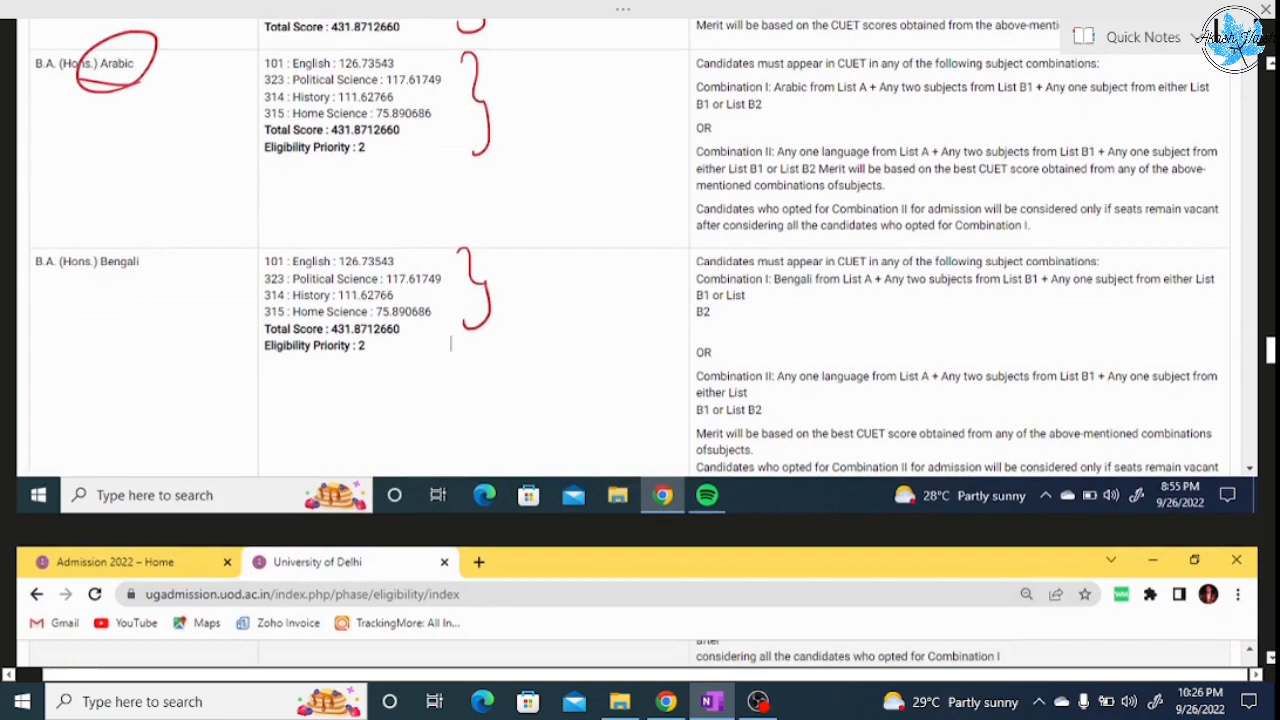 Total Score : 431.8712660
Merit will be based on the CUET scores obtained from the above-menti
Quick Notes
B.A. (Hons.) Arabic
101 : English : 126.73543
323 : Political Science : 117.61749
314 : History : 111.62766
315 : Home Science : 75.890686
Total Score : 431.8712660
Eligibility Priority : 2
Candidates must appear in CUET in any of the following subject combinations:
Combination I: Arabic from List A + Any two subjects from List B1 + Any one subject from either List
B1 or List B2
OR
Combination II: Any one language from List A + Any two subjects from List B1 + Any one subject from
either List B1 or List B2 Merit will be based on the best CUET score obtained from any of the above-
mentioned combinations ofsubjects.
Candidates who opted for Combination II for admission will be considered only if seats remain vacant
after considering all the candidates who opted for Combination I.
B.A. (Hons.) Bengali
101 : English : 126.73543
323 : Political Science : 117.61749
314 : History : 111.62766
315 : Home Science : 75.890686
Total Score : 431.8712660
Eligibility Priority : 2
Candidates must appear in CUET in any of the following subject combinations:
Combination I: Bengali from List A + Any two subjects from List B1 + Any one subject from either List
B1 or List
B2
OR
Combination II: Any one language from List A + Any two subjects from List B1 + Any one subject from
either List
B1 or List B2
Merit will be based on the best CUET score obtained from any of the above-mentioned combinations
ofsubjects.
Candidates who opted for Combination II for admission will be considered only if seats remain vacant
Type here to search
28°C Partly sunny
8:55 PM
9/26/2022
Admission 2022 – Home
University of Delhi
ugadmission.uod.ac.in/index.php/phase/eligibility/index
Gmail
YouTube
Maps
Zoho Invoice
TrackingMore: All In...
after
considering all the candidates who opted for Combination I
Type here to search
29°C Partly sunny
10:26 PM
9/26/2022